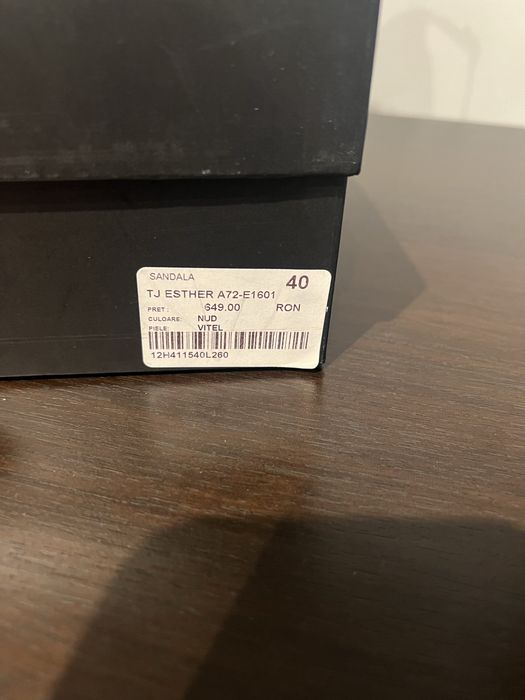 SANDALA 40
TJ ESTHER A72-E1601
PRET: 649.00 RON
CULOARE: NUD
PIELE: VITEL
12H411540L260